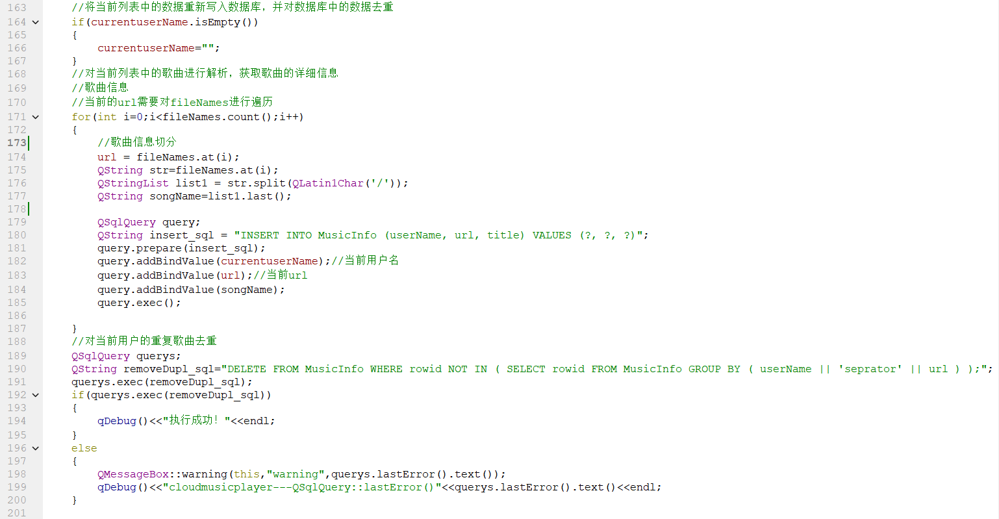 163 //将当前列表中的数据重新写入数据库，并对数据库中的数据去重
164 if(currentuserName.isEmpty())
165 {
166 currentuserName="";
167 }
168 //对当前列表中的歌曲进行解析，获取歌曲的详细信息
169 //歌曲信息
170 //当前的url需要对fileNames进行遍历
171 for(int i=0;i<fileNames.count();i++)
172 {
173 //歌曲信息切分
174 url = fileNames.at(i);
175 QString str=fileNames.at(i);
176 QStringList list1 = str.split(QLatin1Char('/'));
177 QString songName=list1.last();
178
179 QSqlQuery query;
180 QString insert_sql = "INSERT INTO MusicInfo (userName, url, title) VALUES (?, ?, ?)";
181 query.prepare(insert_sql);
182 query.addBindValue(currentuserName);//当前用户名
183 query.addBindValue(url);//当前url
184 query.addBindValue(songName);
185 query.exec();
186
187 }
188 //对当前用户的重复歌曲去重
189 QSqlQuery querys;
190 QString removeDupl_sql="DELETE FROM MusicInfo WHERE rowid NOT IN ( SELECT rowid FROM MusicInfo GROUP BY ( userName || 'seprator' || url ) );";
191 querys.exec(removeDupl_sql);
192 if(querys.exec(removeDupl_sql))
193 {
194 qDebug()<<"执行成功！"<<endl;
195 }
196 else
197 {
198 QMessageBox::warning(this,"warning",querys.lastError().text());
199 qDebug()<<"cloudmusicplayer---QSqlQuery::lastError()"<<querys.lastError().text()<<endl;
200 }
201